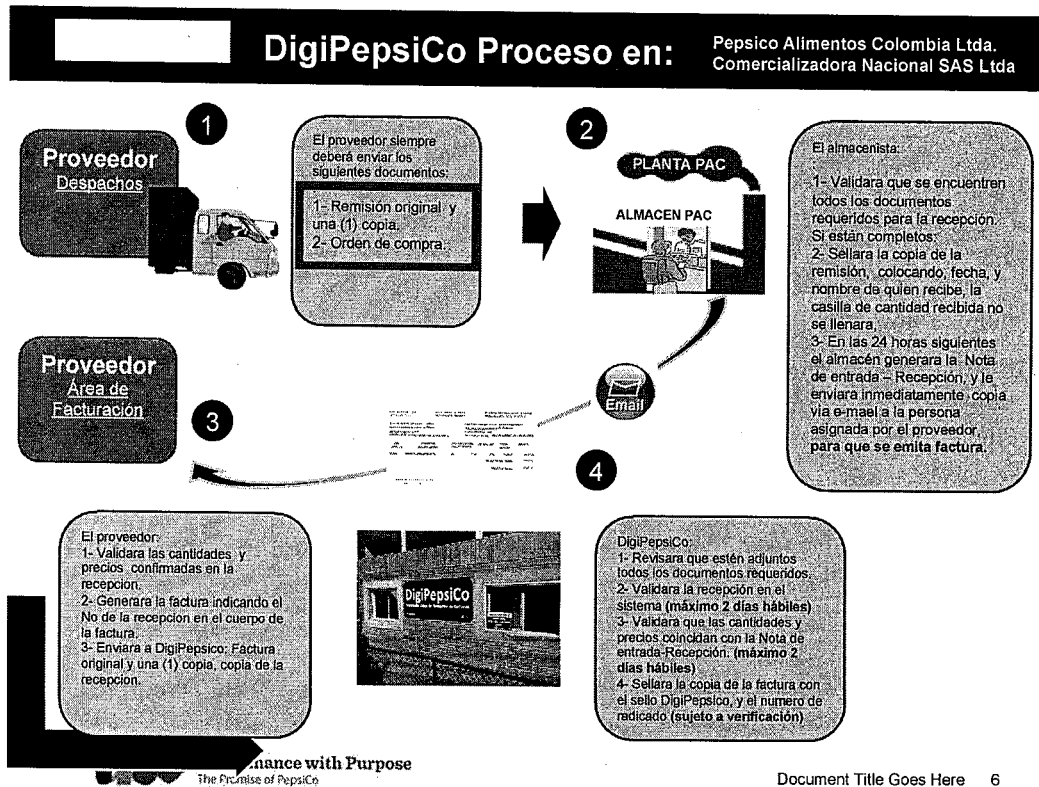 DigiPepsiCo Proceso en:
Pepsico Alimentos Colombia Ltda.
Comercializadora Nacional SAS Ltda
1
Proveedor
Despachos
El proveedor siempre
deberá enviar los
siguientes documentos:
1- Remisión original y
una (1) copia.
2- Orden de compra.
2
PLANTA PAC
ALMACEN PAC
El almacenista:
1- Validara que se encuentren
todos los documentos
requeridos para la recepción.
Si están completos:
2- Sellara la copia de la
remisión, colocando, fecha, y
nombre de quien recibe, la
casilla de cantidad recibida no
se llenara,
3- En las 24 horas siguientes
el almacén generara la Nota
de entrada – Recepción, y le
enviara inmediatamente copia
via e-mael a la persona
asignada por el proveedor,
para que se emita factura.
Email
Proveedor
Área de
Facturación
3
4
El proveedor:
1- Validara las cantidades y
precios confirmadas en la
recepcion.
2- Generara la factura indicando el
No de la recepcion en el cuerpo de
la factura.
3- Enviara a DigiPepsico: Factura
original y una (1) copia, copia de la
recepcion.
DigiPepsiCo
DigiPepsiCo:
1- Revisara que estén adjuntos
todos los documentos requeridos.
2- Validara la recepción en el
sistema (máximo 2 días hábiles)
3- Validara que las cantidades y
precios coincidan con la Nota de
entrada-Recepción. (máximo 2
días hábiles)
4- Sellara la copia de la factura con
el sello DigiPepsico, y el numero de
radicado (sujeto a verificación)
with Purpose
The Promise of PepsiCo
Document Title Goes Here 6